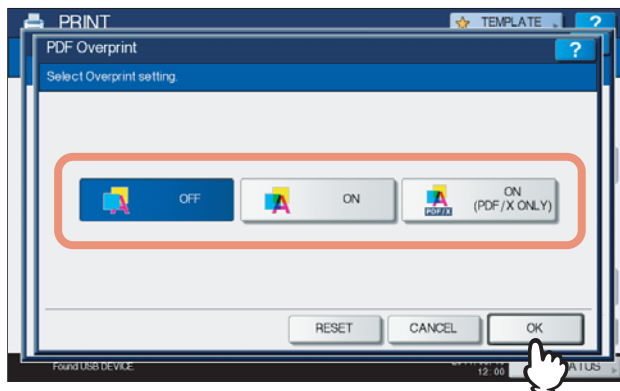 PRINT
TEMPLATE
?
PDF Overprint
?
Select Overprint setting.
OFF
ON
PDF/X
ON
(PDF/X ONLY)
RESET
CANCEL
OK
Found USB DEVICE
12:00